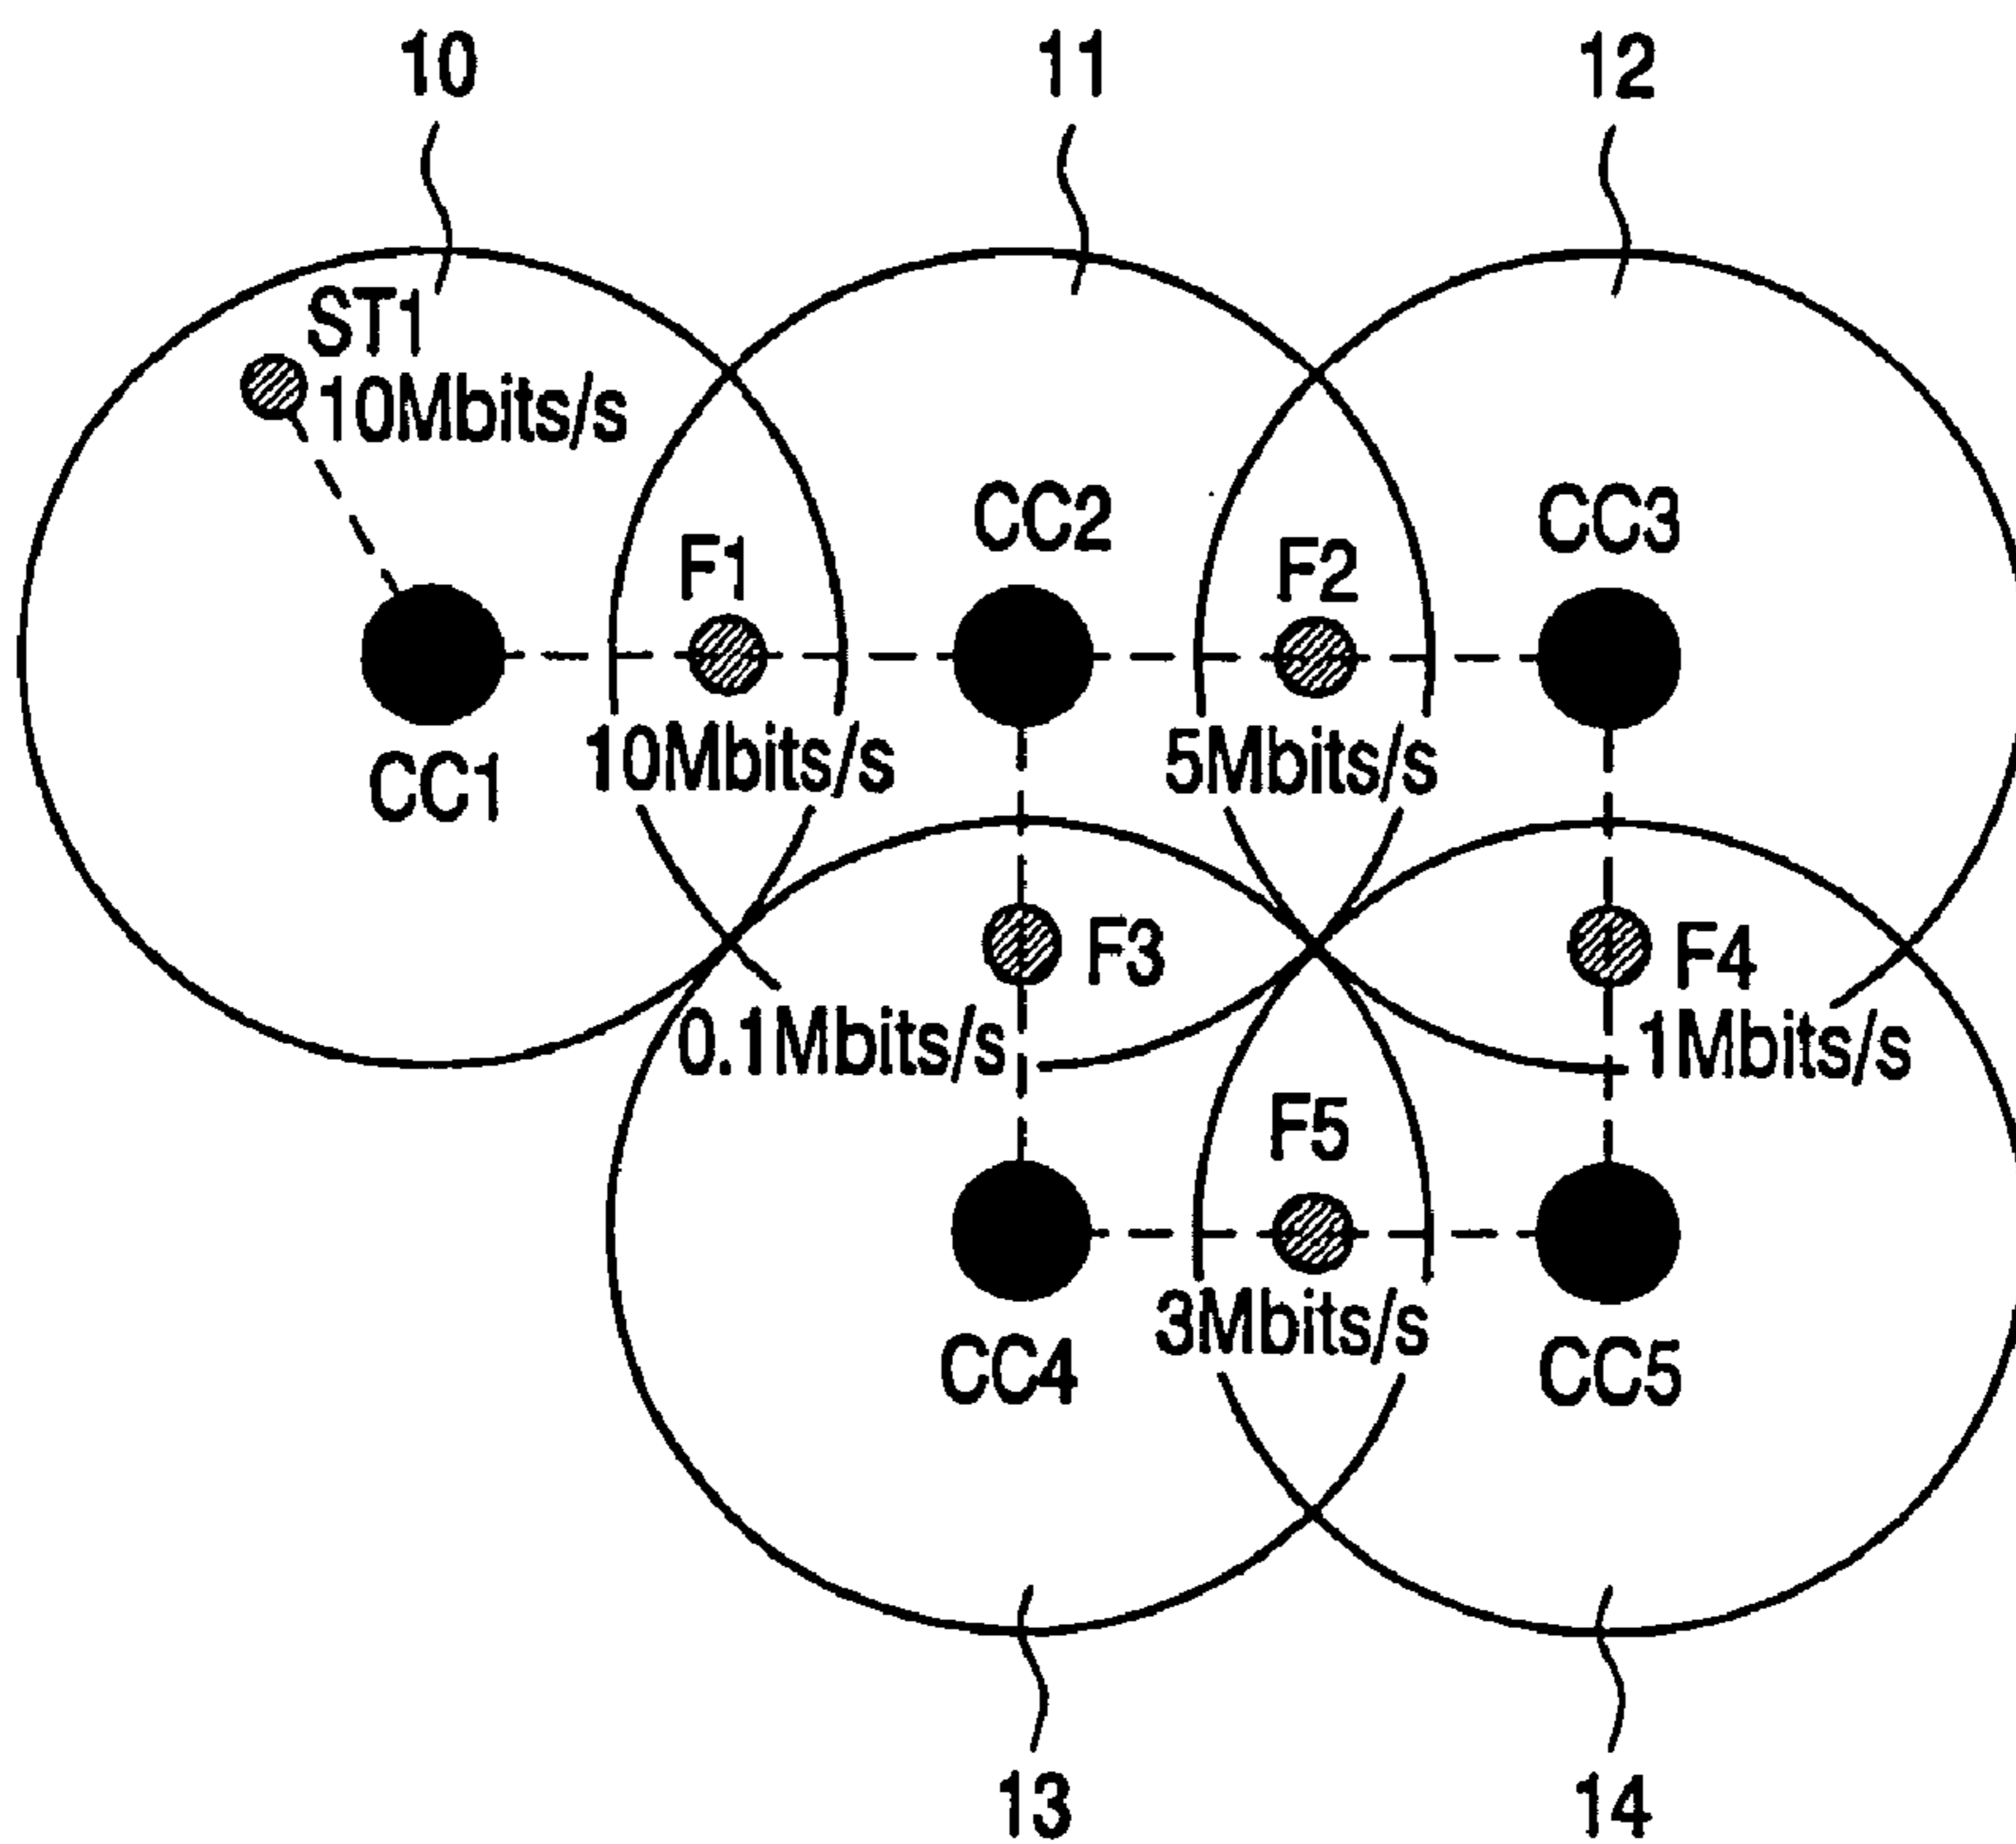 10
11
12
ST1
10Mbits/s
CC2
CC3
F1
F2
CC1
10Mbits/s
5Mbits/s
F3
F4
0.1Mbits/s
1Mbits/s
F5
3Mbits/s
CC4
CC5
13
14